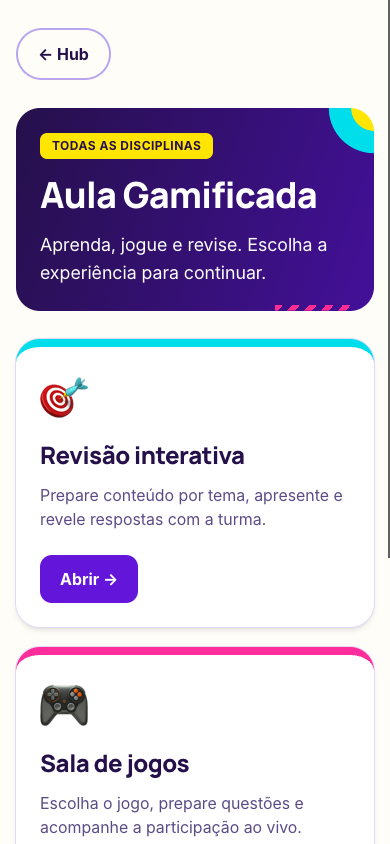 ← Hub
TODAS AS DISCIPLINAS
Aula Gamificada
Aprenda, jogue e revise. Escolha a
experiência para continuar.
Revisão interativa
Prepare conteúdo por tema, apresente e
revele respostas com a turma.
Abrir →
Sala de jogos
Escolha o jogo, prepare questões e
acompanhe a participação ao vivo.